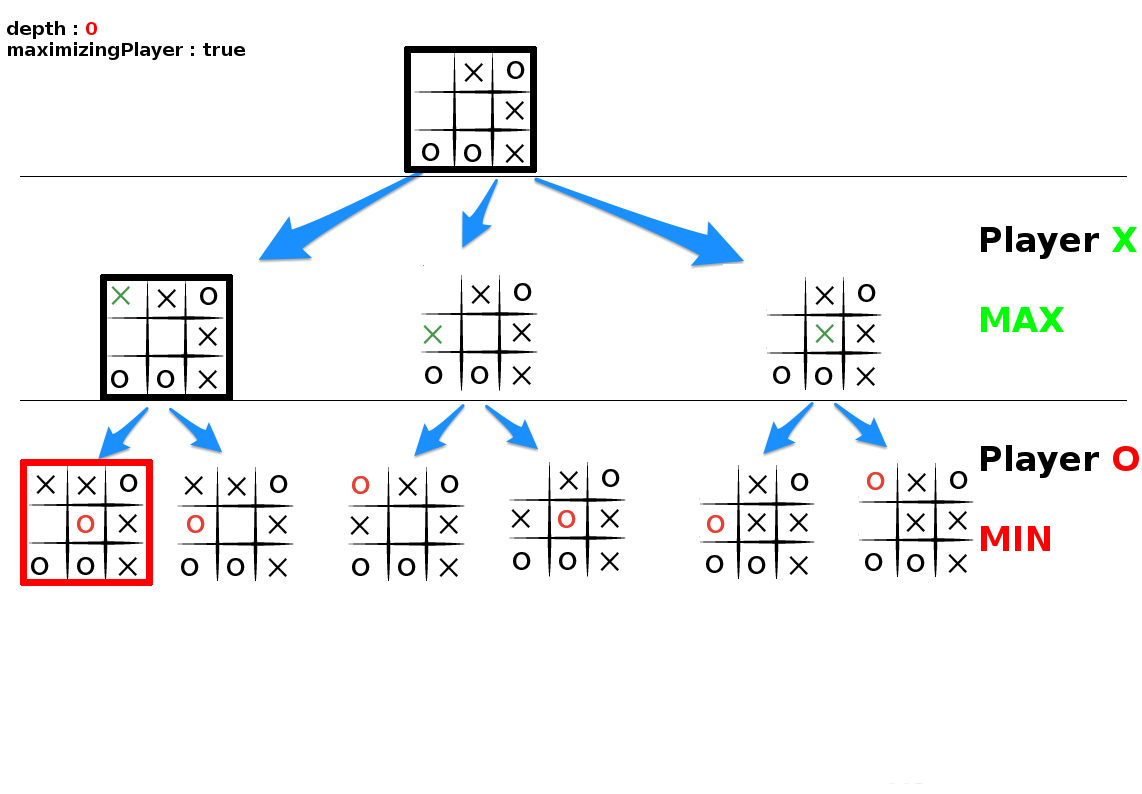 depth : 0
maximizingPlayer : true
X O
X
O O X
Player X
MAX
X X O
X
O O X
X O
X X
O O X
X O
X X
O O X
Player O
MIN
X X O
O X
O O X
X X O
O X
O O X
O X O
X X
O O X
X O
X O X
O O X
X O
O X X
O O X
O X O
X X
O O X